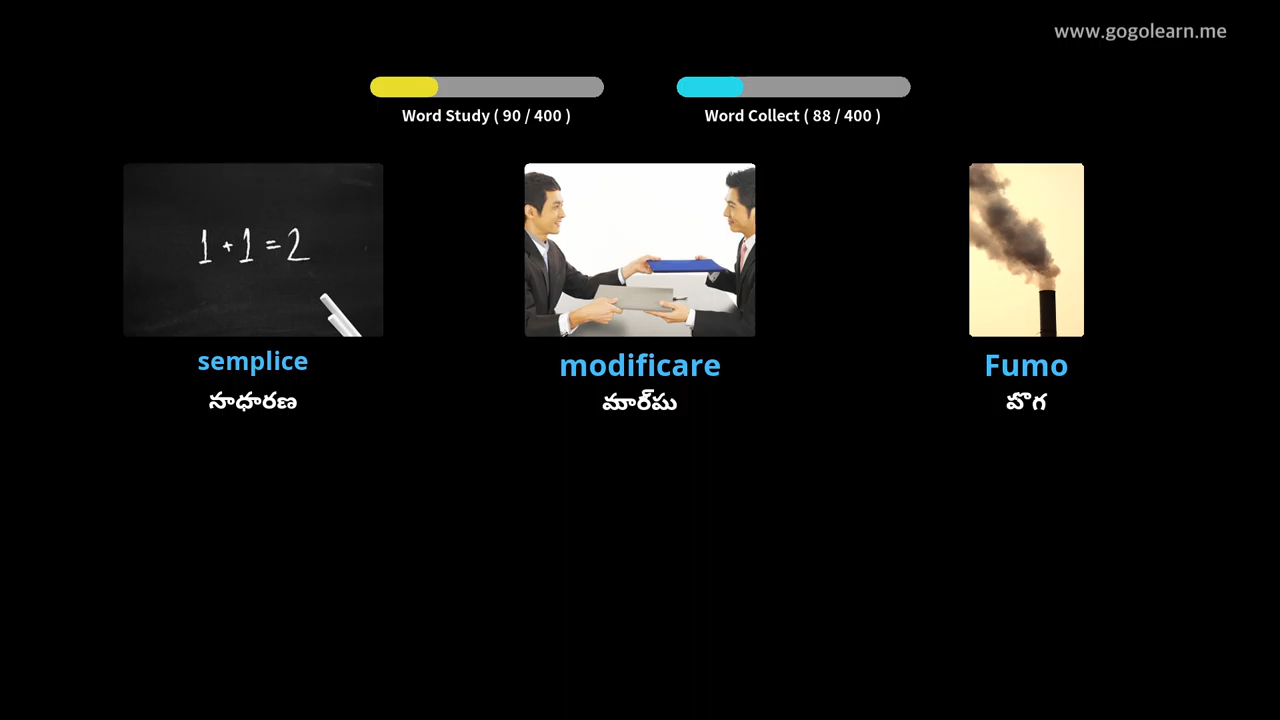 www.gogolearn.me
Word Study ( 90 / 400 )
Word Collect ( 88 / 400 )
1 + 1 = 2
semplice
modificare
Fumo
సాధారణ
మార్పు
పొగ